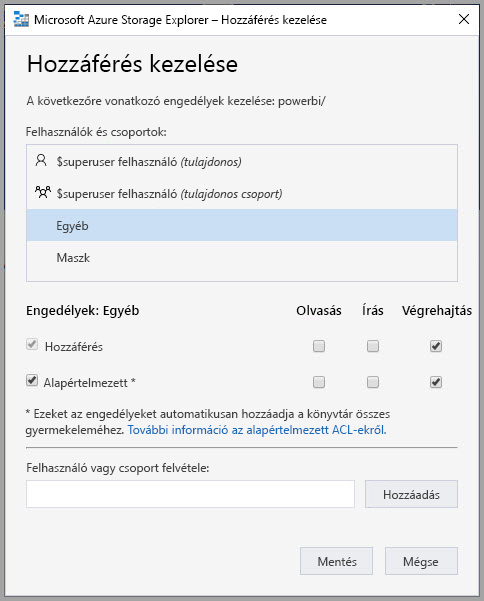 Microsoft Azure Storage Explorer – Hozzáférés kezelése
Hozzáférés kezelése
A következőre vonatkozó engedélyek kezelése: powerbi/
Felhasználók és csoportok:
$superuser felhasználó (tulajdonos)
$superuser felhasználó (tulajdonos csoport)
Egyéb
Maszk
Engedélyek: Egyéb Olvasás Írás Végrehajtás
Hozzáférés
Alapértelmezett *
* Ezeket az engedélyeket automatikusan hozzáadja a könyvtár összes
gyermekeleméhez. További információ az alapértelmezett ACL-ekről.
Felhasználó vagy csoport felvétele:
Hozzáadás
Mentés Mégse